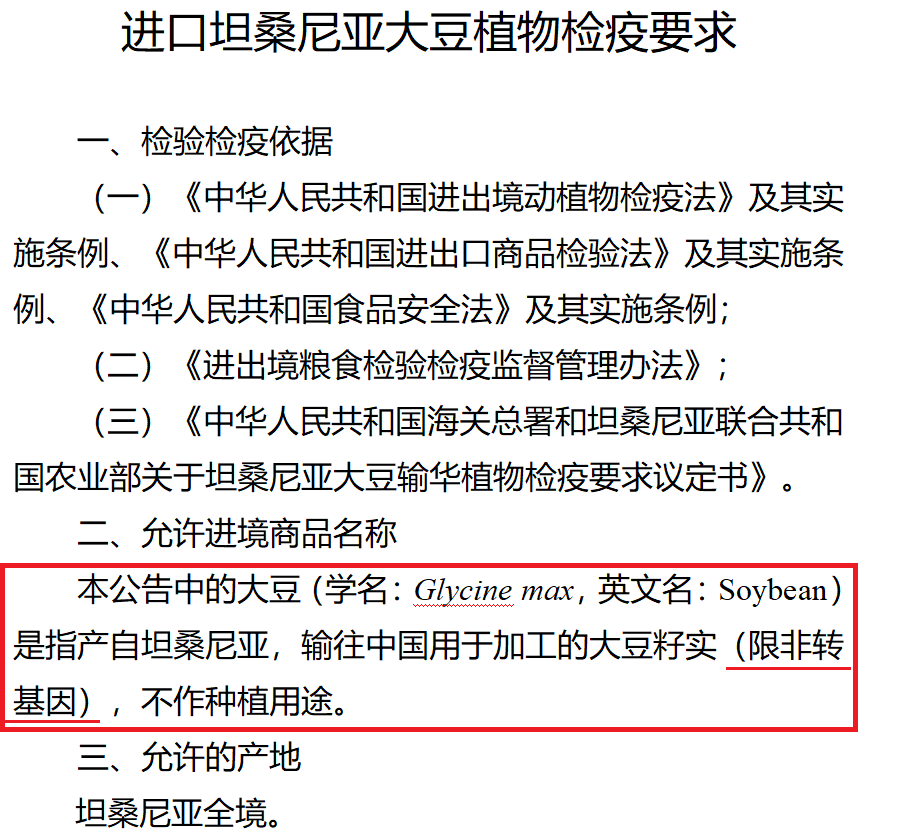 进口坦桑尼亚大豆植物检疫要求
一、检验检疫依据
（一）《中华人民共和国进出境动植物检疫法》及其实
施条例、《中华人民共和国进出口商品检验法》及其实施条
例、《中华人民共和国食品安全法》及其实施条例；
（二）《进出境粮食检验检疫监督管理办法》；
（三）《中华人民共和国海关总署和坦桑尼亚联合共和
国农业部关于坦桑尼亚大豆输华植物检疫要求议定书》。
二、允许进境商品名称
本公告中的大豆（学名：Glycine max，英文名：Soybean）
是指产自坦桑尼亚，输往中国用于加工的大豆籽实（限非转
基因），不作种植用途。
三、允许的产地
坦桑尼亚全境。